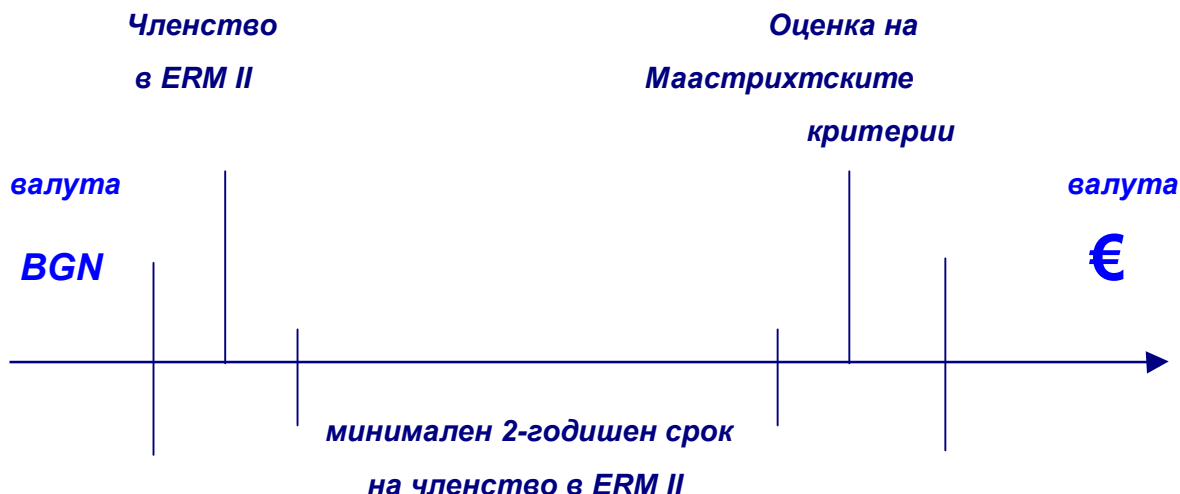 Членство
в ERM II
Оценка на
Маастрихтските
критерии
валута
BGN
валута
€
минимален 2-годишен срок
на членство в ERM II